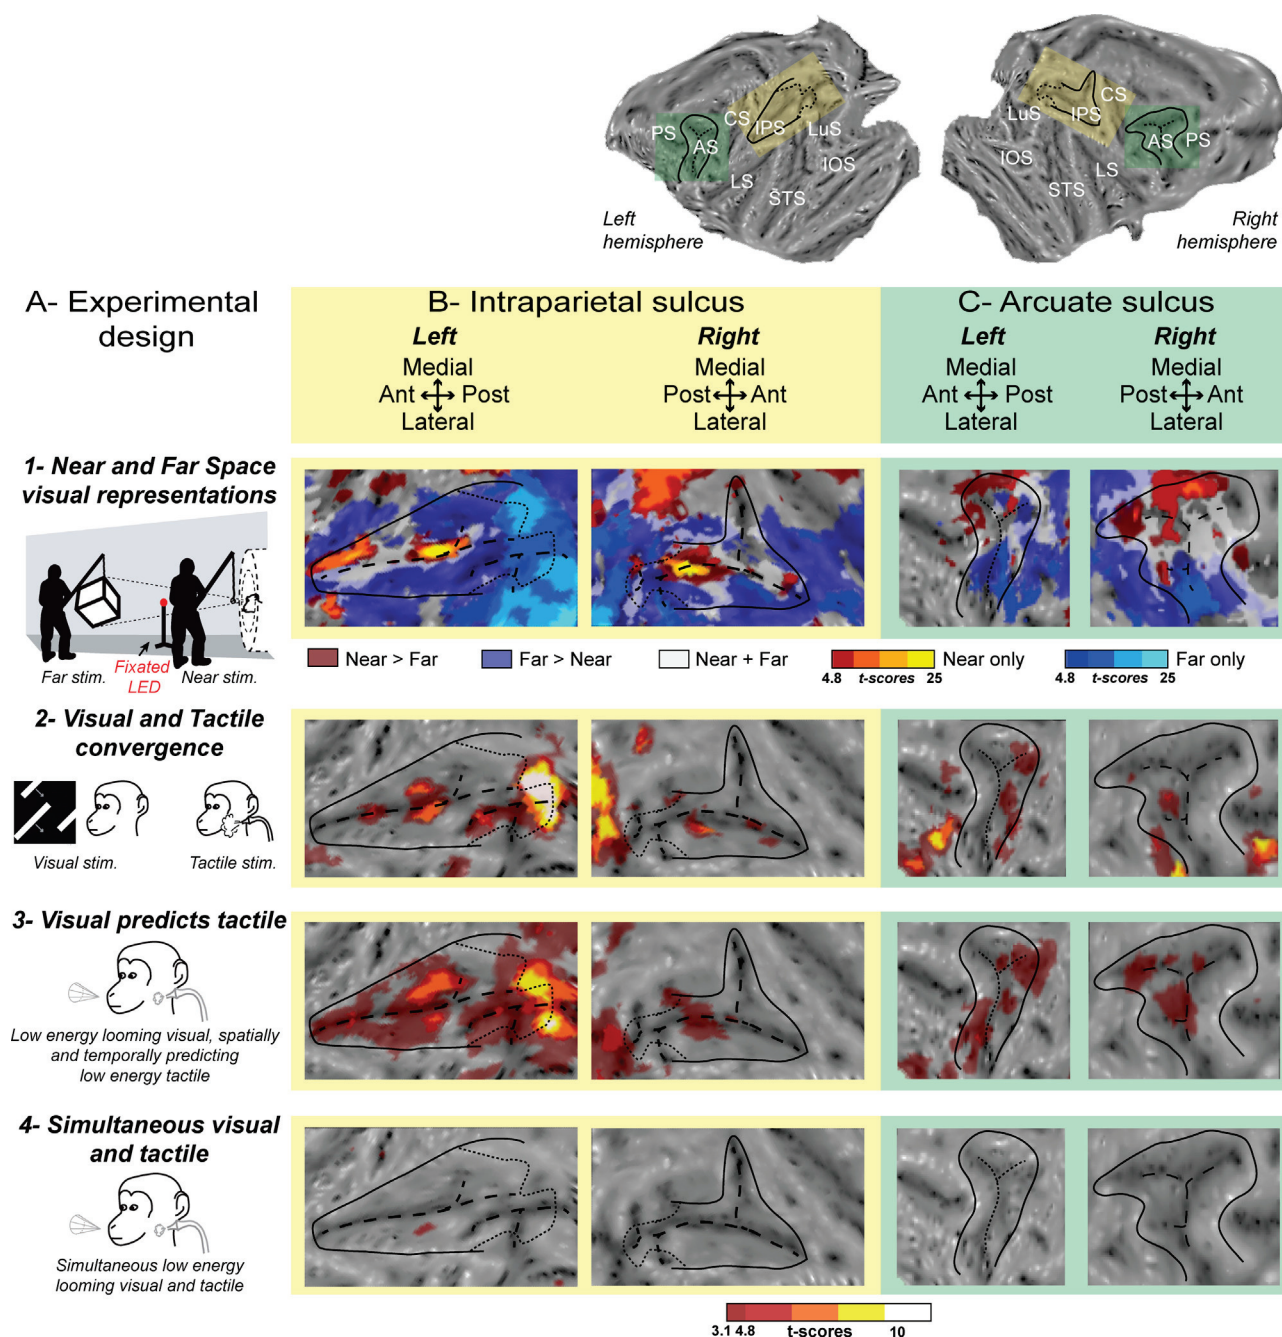 CS
PS
IPS
AS
LuS
IOS
LS
STS
Left
hemisphere
CS
LuS
IPS
AS
PS
IOS
LS
STS
Right
hemisphere
A- Experimental
design
B- Intraparietal sulcus
Left
Medial
Ant
Post
Lateral
Right
Medial
Post
Ant
Lateral
C- Arcuate sulcus
Left
Medial
Ant
Post
Lateral
Right
Medial
Post
Ant
Lateral
1- Near and Far Space
visual representations
Fixated
LED
Far stim.
Near stim.
Near > Far
Far > Near
Near + Far
Near only
4.8 t-scores 25
Far only
4.8 t-scores 25
2- Visual and Tactile
convergence
Visual stim.
Tactile stim.
3- Visual predicts tactile
Low energy looming visual, spatially
and temporally predicting
low energy tactile
4- Simultaneous visual
and tactile
Simultaneous low energy
looming visual and tactile
3.1 4.8 t-scores 10